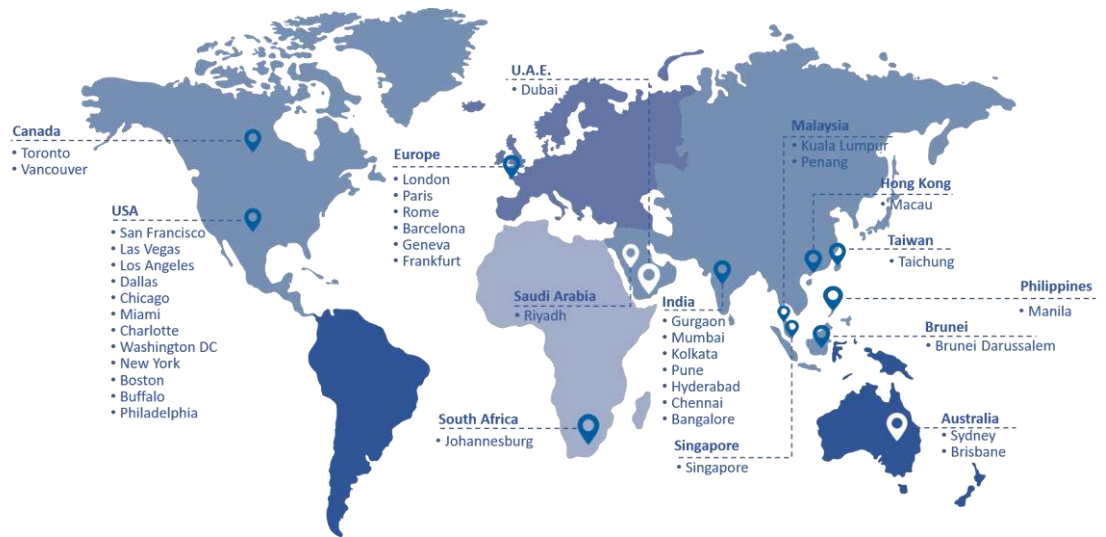 Canada
• Toronto
• Vancouver
USA
• San Francisco
• Las Vegas
• Los Angeles
• Dallas
• Chicago
• Miami
• Charlotte
• Washington DC
• New York
• Boston
• Buffalo
• Philadelphia
Europe
• London
• Paris
• Rome
• Barcelona
• Geneva
• Frankfurt
U.A.E.
• Dubai
Saudi Arabia
• Riyadh
South Africa
• Johannesburg
India
• Gurgaon
• Mumbai
• Kolkata
• Pune
• Hyderabad
• Chennai
• Bangalore
Singapore
• Singapore
Malaysia
• Kuala Lumpur
• Penang
Hong Kong
• Macau
Taiwan
• Taichung
Philippines
• Manila
Brunei
• Brunei Darussalem
Australia
• Sydney
• Brisbane